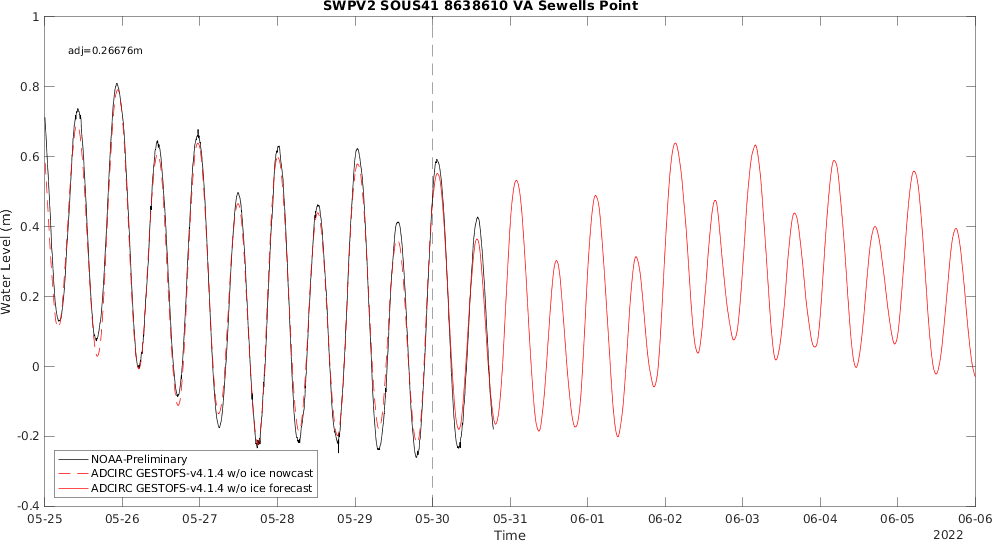 SWPV2 SOUS41 8638610 VA Sewells Point
adj=0.26676m
Water Level (m)
1
0.8
0.6
0.4
0.2
0
-0.2
-0.4
NOAA-Preliminary
ADCIRC GESTOFS-v4.1.4 w/o ice nowcast
ADCIRC GESTOFS-v4.1.4 w/o ice forecast
05-25 05-26 05-27 05-28 05-29 05-30 05-31 06-01 06-02 06-03 06-04 06-05 06-06
Time
2022